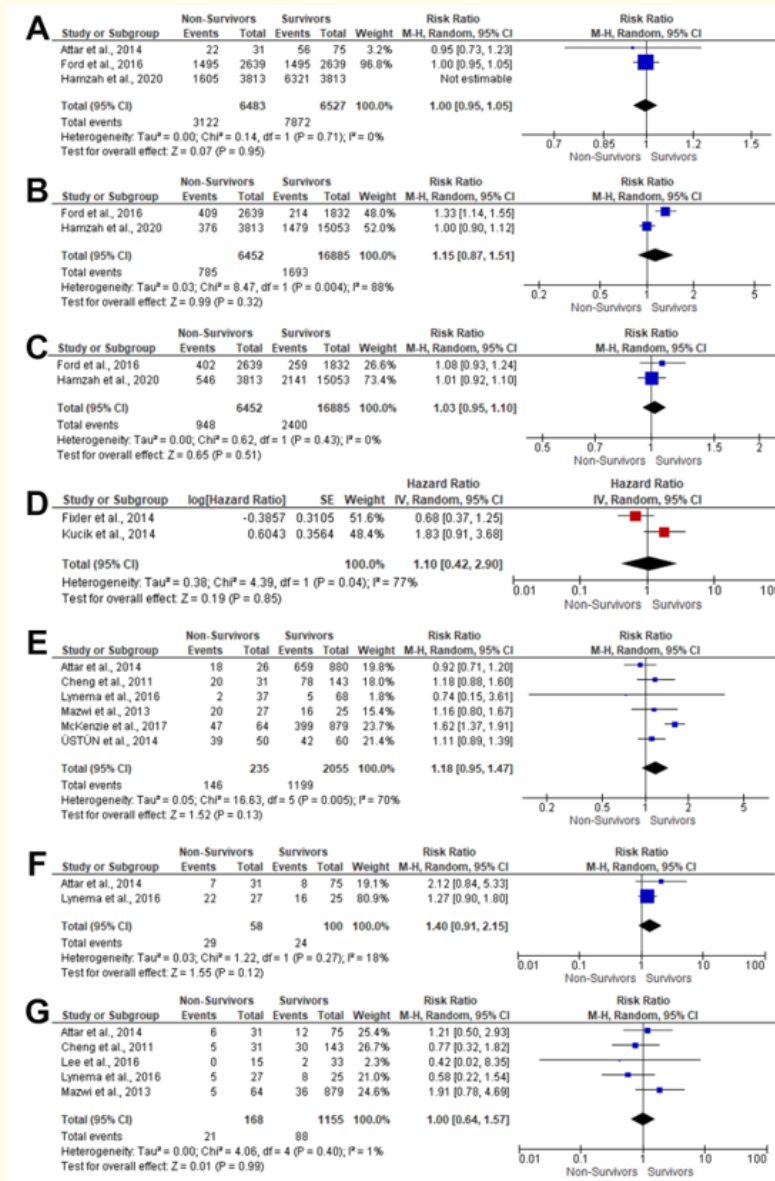 A
Non-Survivors Survivors Risk Ratio Risk Ratio
Study or Subgroup Events Total Events Total Weight M-H, Random, 95% CI M-H, Random, 95% CI
Attar et al., 2014 22 31 56 75 3.2% 0.95 [0.73, 1.23]
Ford et al., 2016 1495 2639 1495 2639 96.8% 1.00 [0.95, 1.05]
Hamzah et al., 2020 1605 3813 6321 3813 Not estimable
Total (95% CI) 6483 6527 100.0% 1.00 [0.95, 1.05]
Total events 3122 7872
Heterogeneity: Tau² = 0.00; Chi² = 0.14, df = 1 (P = 0.71); I² = 0%
Test for overall effect: Z = 0.07 (P = 0.95)
0.7 0.85 1 1.2 1.5
Non-Survivors Survivors
B
Non-Survivors Survivors Risk Ratio Risk Ratio
Study or Subgroup Events Total Events Total Weight M-H, Random, 95% CI M-H, Random, 95% CI
Ford et al., 2016 409 2639 214 1832 48.0% 1.33 [1.14, 1.55]
Hamzah et al., 2020 376 3813 1479 15053 52.0% 1.00 [0.90, 1.12]
Total (95% CI) 6452 16885 100.0% 1.15 [0.87, 1.51]
Total events 785 1693
Heterogeneity: Tau² = 0.03; Chi² = 8.47, df = 1 (P = 0.004); I² = 88%
Test for overall effect: Z = 0.99 (P = 0.32)
0.2 0.5 1 2 5
Non-Survivors Survivors
C
Non-Survivors Survivors Risk Ratio Risk Ratio
Study or Subgroup Events Total Events Total Weight M-H, Random, 95% CI M-H, Random, 95% CI
Ford et al., 2016 402 2639 259 1832 26.6% 1.08 [0.93, 1.24]
Hamzah et al., 2020 546 3813 2141 15053 73.4% 1.01 [0.92, 1.10]
Total (95% CI) 6452 16885 100.0% 1.03 [0.95, 1.10]
Total events 948 2400
Heterogeneity: Tau² = 0.00; Chi² = 0.62, df = 1 (P = 0.43); I² = 0%
Test for overall effect: Z = 0.65 (P = 0.51)
0.5 0.7 1 1.5 2
Non-Survivors Survivors
D
Hazard Ratio Hazard Ratio
Study or Subgroup log[Hazard Ratio] SE Weight IV, Random, 95% CI IV, Random, 95% CI
Fixler et al., 2014 -0.3857 0.3105 51.6% 0.68 [0.37, 1.25]
Kucik et al., 2014 0.6043 0.3564 48.4% 1.83 [0.91, 3.68]
Total (95% CI) 100.0% 1.10 [0.42, 2.90]
Heterogeneity: Tau² = 0.38; Chi² = 4.39, df = 1 (P = 0.04); I² = 77%
Test for overall effect: Z = 0.19 (P = 0.85)
0.01 0.1 1 10 100
Non-Survivors Survivors
E
Non-Survivors Survivors Risk Ratio Risk Ratio
Study or Subgroup Events Total Events Total Weight M-H, Random, 95% CI M-H, Random, 95% CI
Attar et al., 2014 18 26 659 880 19.8% 0.92 [0.71, 1.20]
Cheng et al., 2011 20 31 78 143 18.0% 1.18 [0.88, 1.60]
Lynema et al., 2016 2 37 5 68 1.8% 0.74 [0.15, 3.61]
Mazwi et al., 2013 20 27 16 25 15.4% 1.16 [0.80, 1.67]
McKenzie et al., 2017 47 64 399 879 23.7% 1.62 [1.37, 1.91]
ÜSTÜN et al., 2014 39 50 42 60 21.4% 1.11 [0.89, 1.39]
Total (95% CI) 235 2055 100.0% 1.18 [0.95, 1.47]
Total events 146 1199
Heterogeneity: Tau² = 0.05; Chi² = 16.63, df = 5 (P = 0.005); I² = 70%
Test for overall effect: Z = 1.52 (P = 0.13)
0.2 0.5 1 2 5
Non-Survivors Survivors
F
Non-Survivors Survivors Risk Ratio Risk Ratio
Study or Subgroup Events Total Events Total Weight M-H, Random, 95% CI M-H, Random, 95% CI
Attar et al., 2014 7 31 8 75 19.1% 2.12 [0.84, 5.33]
Lynema et al., 2016 22 27 16 25 80.9% 1.27 [0.90, 1.80]
Total (95% CI) 58 100 100.0% 1.40 [0.91, 2.15]
Total events 29 24
Heterogeneity: Tau² = 0.03; Chi² = 1.22, df = 1 (P = 0.27); I² = 18%
Test for overall effect: Z = 1.55 (P = 0.12)
0.01 0.1 1 10 100
Non-Survivors Survivors
G
Non-Survivors Survivors Risk Ratio Risk Ratio
Study or Subgroup Events Total Events Total Weight M-H, Random, 95% CI M-H, Random, 95% CI
Attar et al., 2014 6 31 12 75 25.4% 1.21 [0.50, 2.93]
Cheng et al., 2011 5 31 30 143 26.7% 0.77 [0.32, 1.82]
Lee et al., 2016 0 15 2 33 2.3% 0.42 [0.02, 8.35]
Lynema et al., 2016 5 27 8 25 21.0% 0.58 [0.22, 1.54]
Mazwi et al., 2013 5 64 36 879 24.6% 1.91 [0.78, 4.69]
Total (95% CI) 168 1155 100.0% 1.00 [0.64, 1.57]
Total events 21 88
Heterogeneity: Tau² = 0.00; Chi² = 4.06, df = 4 (P = 0.40); I² = 1%
Test for overall effect: Z = 0.01 (P = 0.99)
0.01 0.1 1 10 100
Non-Survivors Survivors